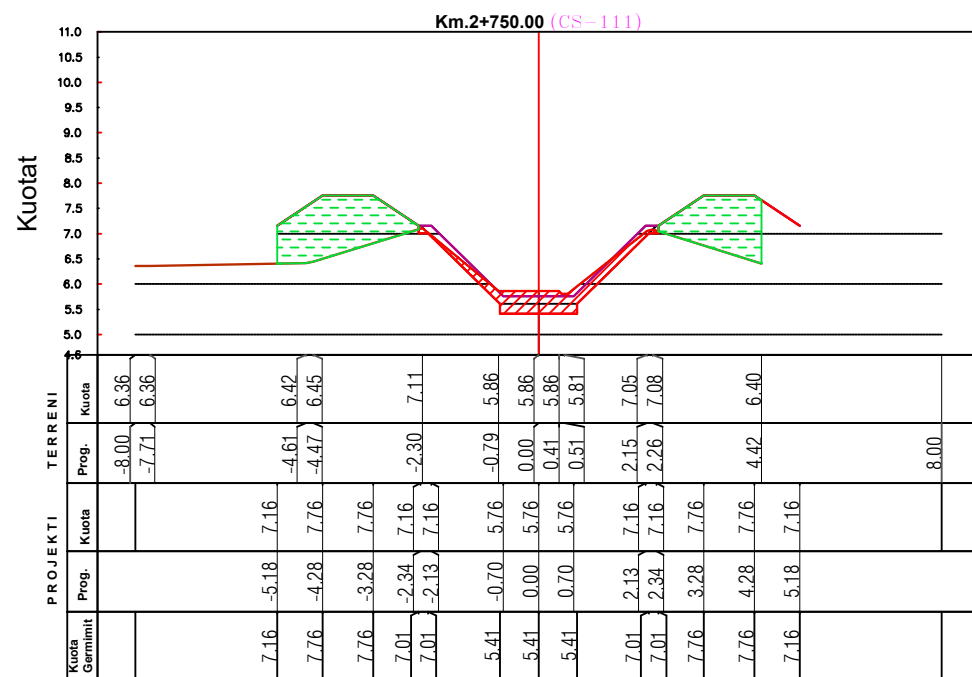 Km.2+750.00 (CS-111)
Kuotat
11.0
10.5
10.0
9.5
9.0
8.5
8.0
7.5
7.0
6.5
6.0
5.5
5.0
TERRENI
Kuota
6.36 6.36 6.42 6.45 7.11 5.86 5.86 5.86 5.81 7.05 7.08 6.40
Prog.
-8.00 -7.71 -4.61 -4.47 -2.30 -0.79 0.00 0.41 0.51 2.15 2.26 4.42 8.00
PROJEKTI
Kuota
7.16 7.76 7.76 7.16 7.16 5.76 5.76 5.76 7.16 7.16 7.76 7.76 7.16
Prog.
-5.18 -4.28 -3.28 -2.34 -2.13 -0.70 0.00 0.70 2.13 2.34 3.28 4.28 5.18
Kuota
Germimit
7.16 7.76 7.76 7.01 7.01 5.41 5.41 5.41 7.01 7.01 7.76 7.76 7.16